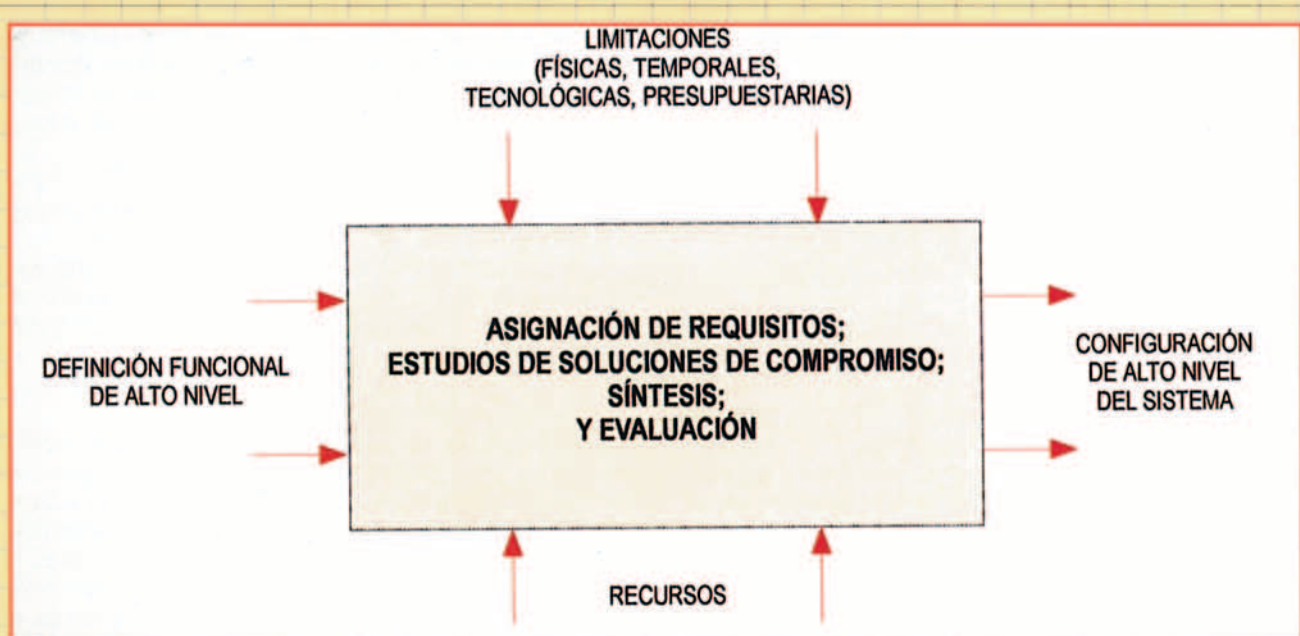 LIMITACIONES
(FÍSICAS, TEMPORALES,
TECNOLÓGICAS, PRESUPUESTARIAS)
DEFINICIÓN FUNCIONAL
DE ALTO NIVEL
ASIGNACIÓN DE REQUISITOS;
ESTUDIOS DE SOLUCIONES DE COMPROMISO;
SÍNTESIS;
Y EVALUACIÓN
CONFIGURACIÓN
DE ALTO NIVEL
DEL SISTEMA
RECURSOS